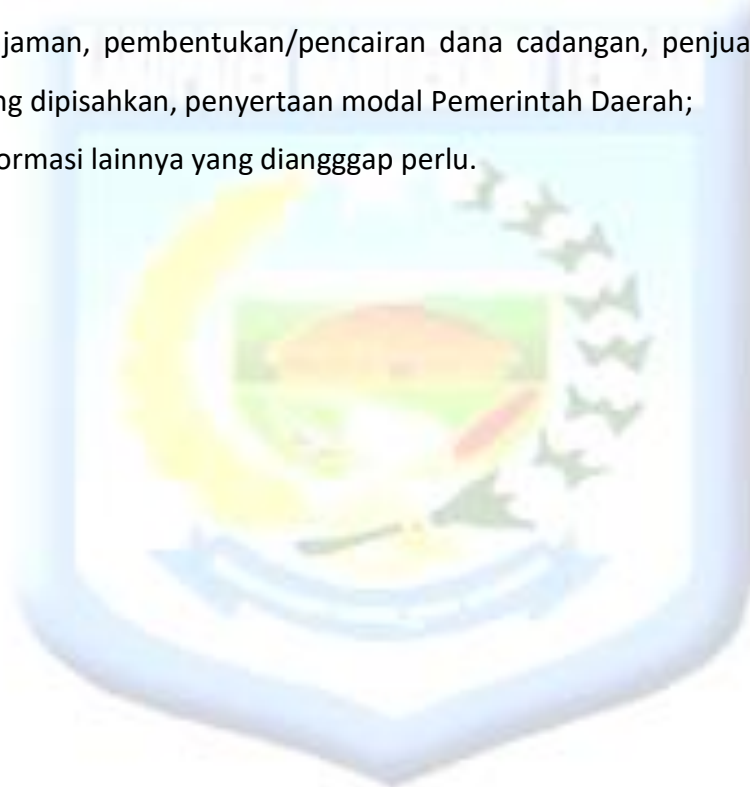 jaman, pembentukan/pencairan dana cadangan, penjua
ng dipisahkan, penyertaan modal Pemerintah Daerah;
ormasi lainnya yang diangggap perlu.